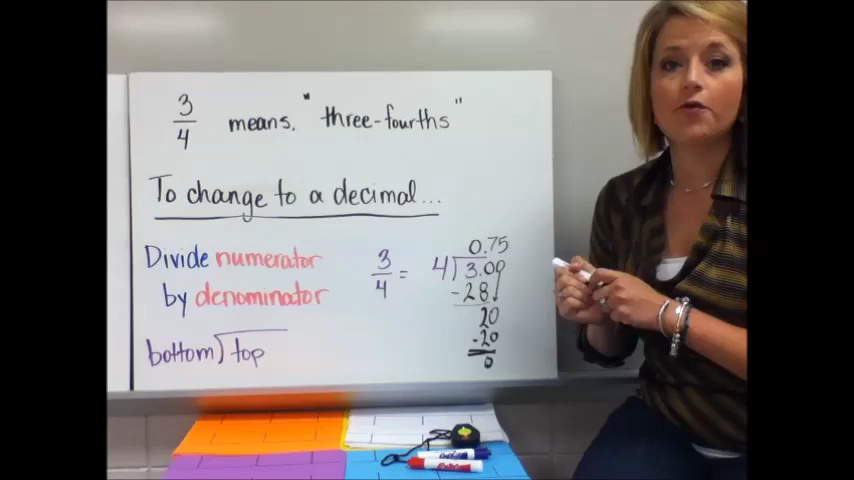 3/4 means, "three-fourths"
To change to a decimal...
Divide numerator
by denominator
bottom) top
3/4 =
0.75
4)3.00
-28
20
-20
0
EXPO